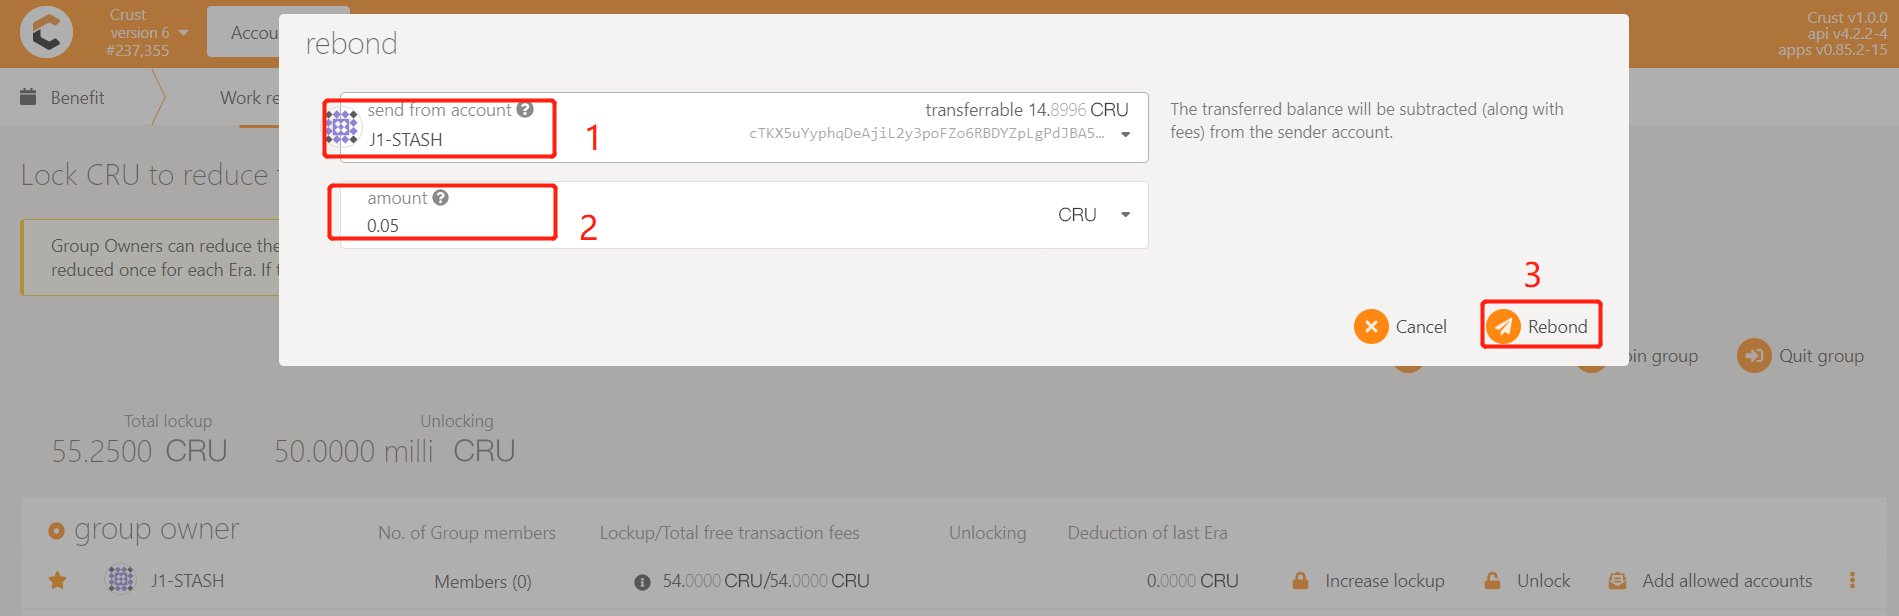 Crust
version 6
#237,355
Accou
Crust v1.0.0
api v4.2.2-4
apps v0.85.2-15
rebond
Benefit
Work re
send from account
transferrable 14.8996 CRU
J1-STASH
cTKX5uYyphqDeAjiL2y3poFZo6RBDYZpLgPdJBA5...
1
The transferred balance will be subtracted (along with
fees) from the sender account.
Lock CRU to reduce
amount
0.05
CRU
2
Group Owners can reduce the
reduced once for each Era. If
3
Cancel
Rebond
in group
Quit group
Total lockup
55.2500 CRU
Unlocking
50.0000 milli CRU
group owner
No. of Group members
Lockup/Total free transaction fees
Unlocking
Deduction of last Era
J1-STASH
Members (0)
54.0000 CRU/54.0000 CRU
0.0000 CRU
Increase lockup
Unlock
Add allowed accounts